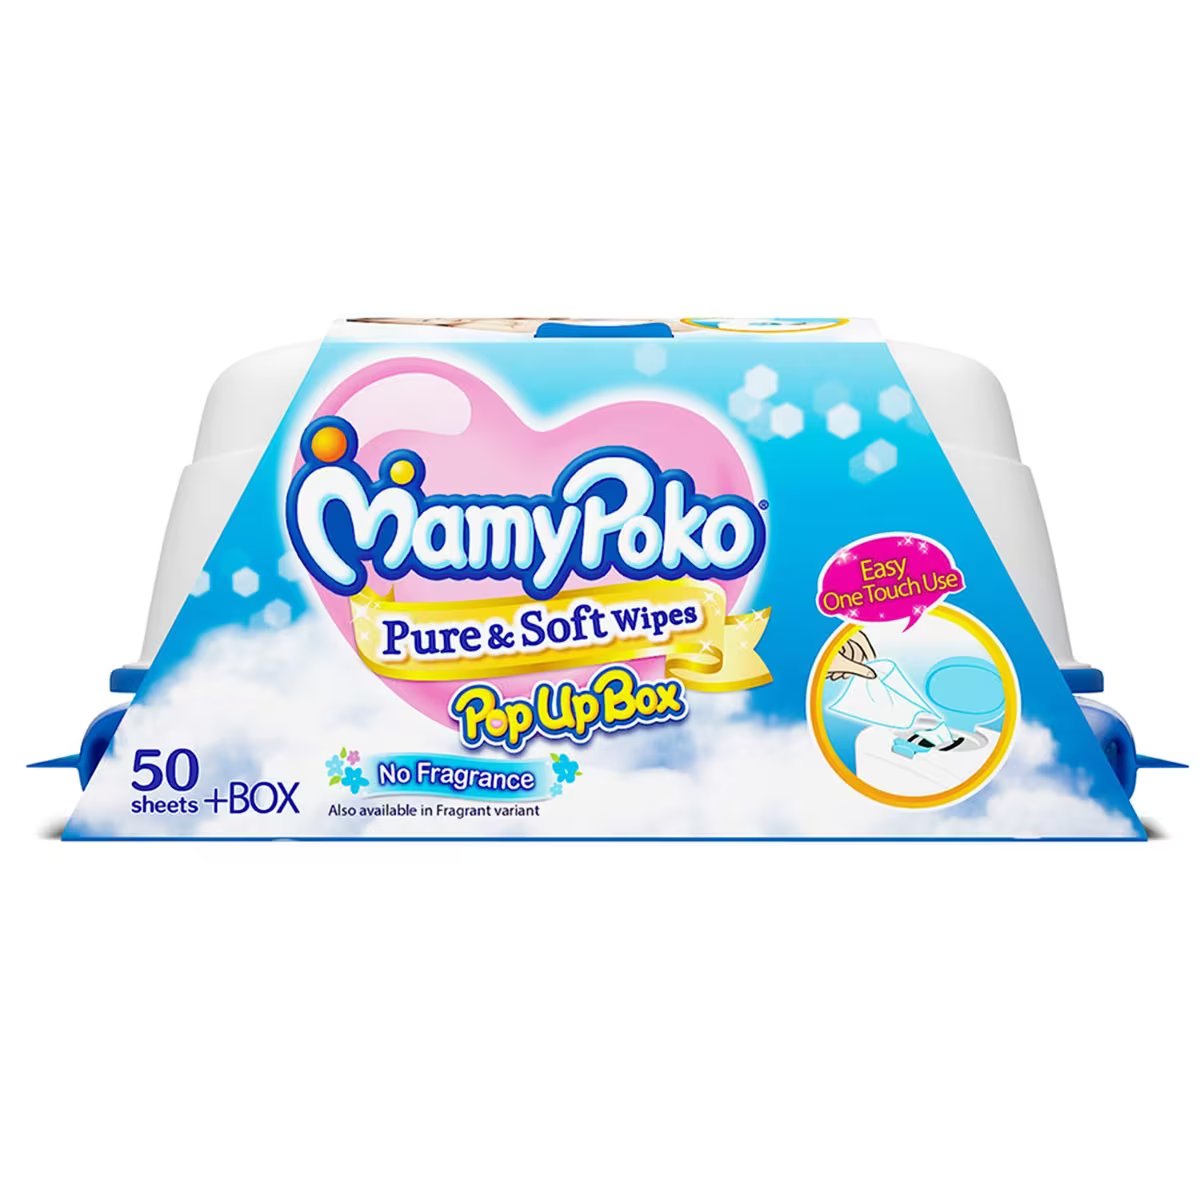 MamyPoko®
Pure & Soft Wipes
Pop Up Box
Easy
One Touch Use
50
sheets +BOX
No Fragrance
Also available in Fragrant variant